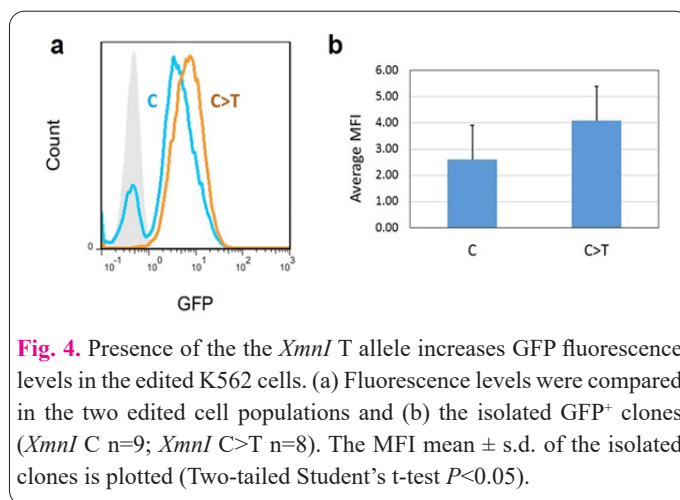 a
b
Count
C
C>T
0
10⁻¹ 10⁰ 10¹ 10² 10³
GFP
Average MFI
6.00
5.00
4.00
3.00
2.00
1.00
0.00
C
C>T
Fig. 4. Presence of the the XmnI T allele increases GFP fluorescence
levels in the edited K562 cells. (a) Fluorescence levels were compared
in the two edited cell populations and (b) the isolated GFP⁺ clones
(XmnI C n=9; XmnI C>T n=8). The MFI mean ± s.d. of the isolated
clones is plotted (Two-tailed Student's t-test P<0.05).